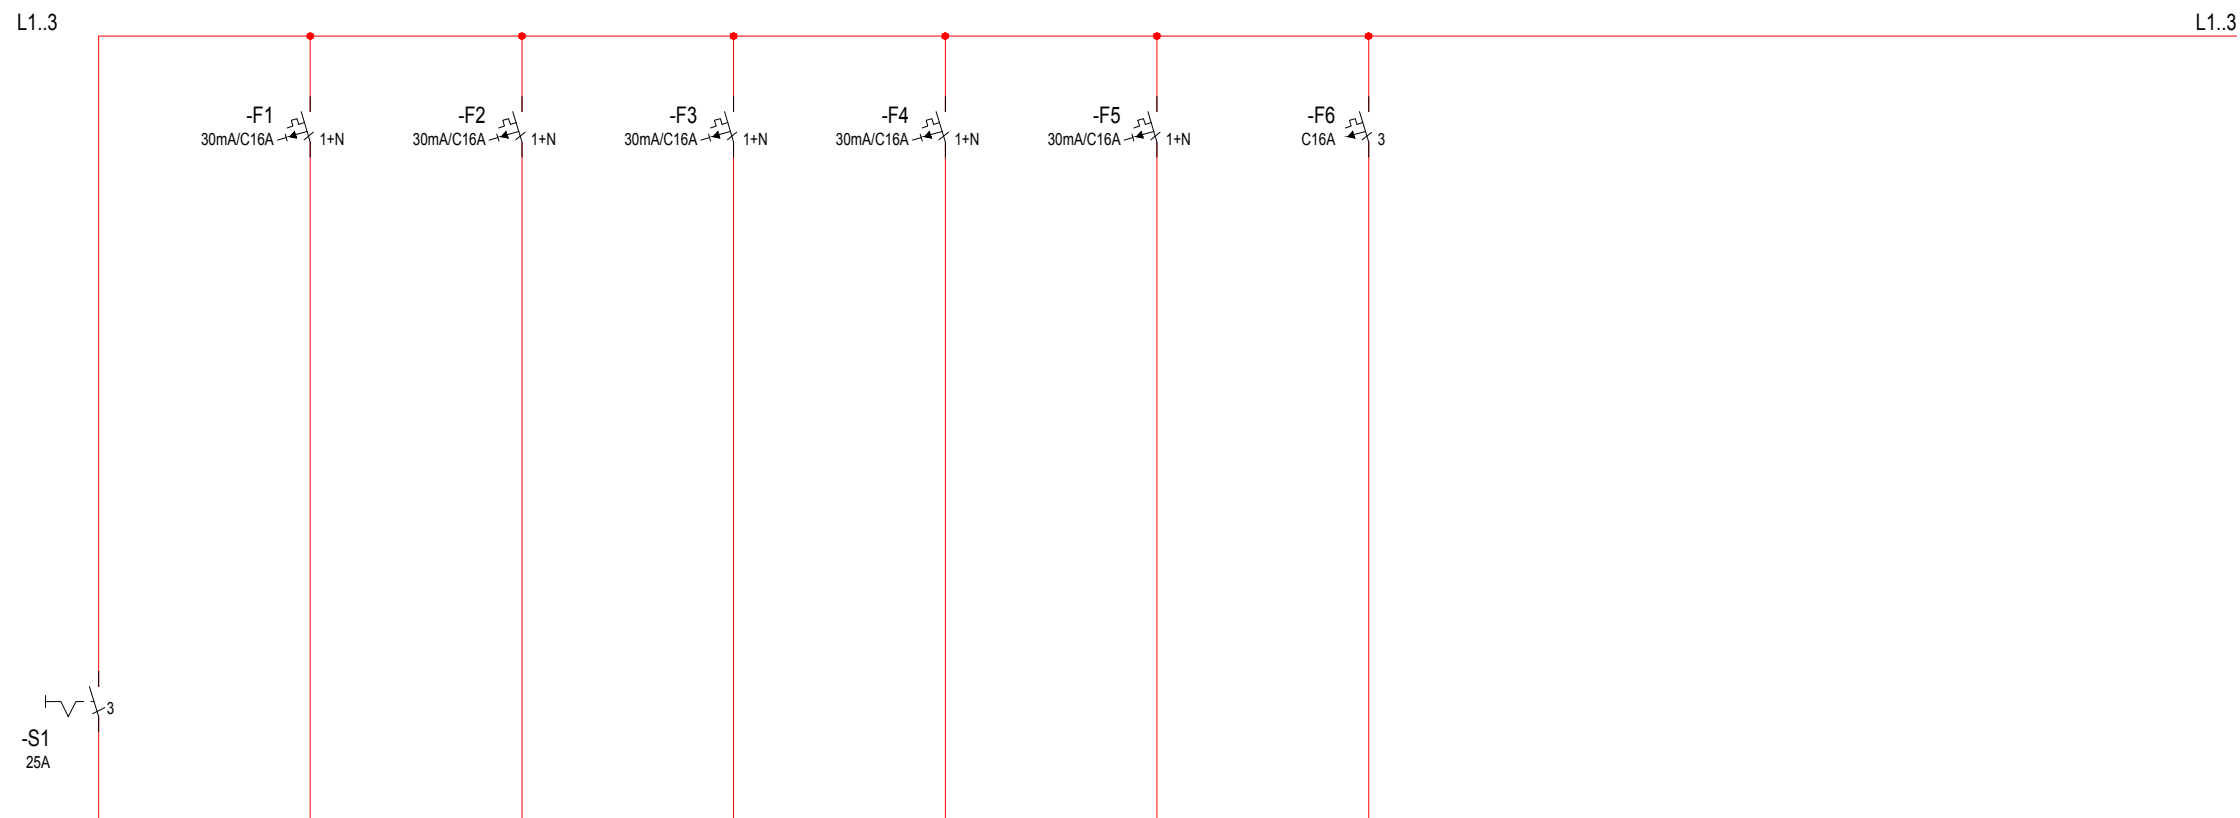 L1..3
L1..3
-F1
30mA/C16A
1+N
-F2
30mA/C16A
1+N
-F3
30mA/C16A
1+N
-F4
30mA/C16A
1+N
-F5
30mA/C16A
1+N
-F6
C16A
3
3
-S1
25A